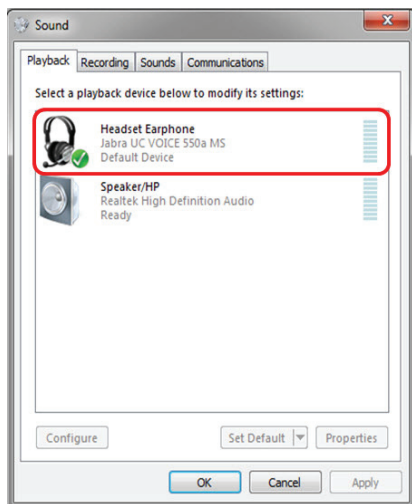 Sound
Playback Recording Sounds Communications
Select a playback device below to modify its settings:
Headset Earphone
Jabra UC VOICE 550a MS
Default Device
Speaker/HP
Realtek High Definition Audio
Ready
Configure Set Default Properties
OK Cancel Apply